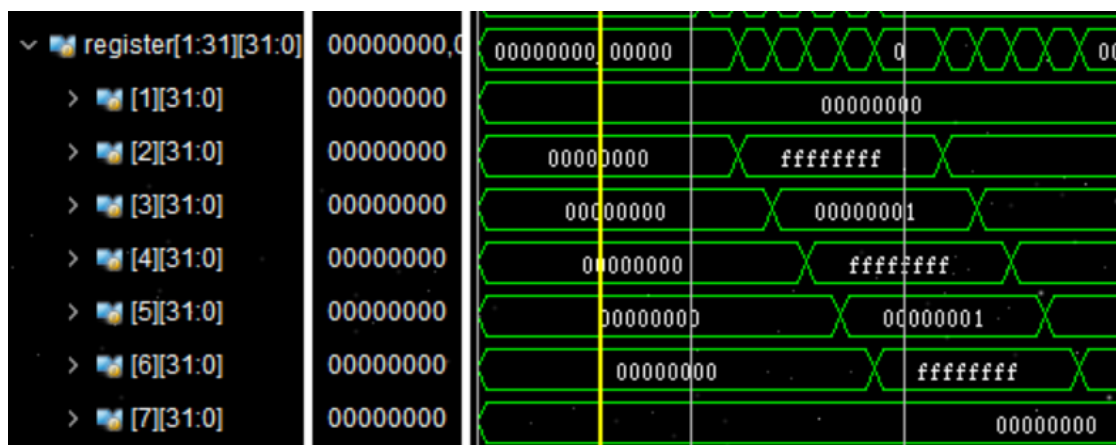 register[1:31][31:0] 00000000,0 00000000, 00000 0 00
[1][31:0] 00000000 00000000
[2][31:0] 00000000 00000000 ffffffff
[3][31:0] 00000000 00000000 00000001
[4][31:0] 00000000 00000000 ffffffff
[5][31:0] 00000000 00000000 00000001
[6][31:0] 00000000 00000000 ffffffff
[7][31:0] 00000000 00000000